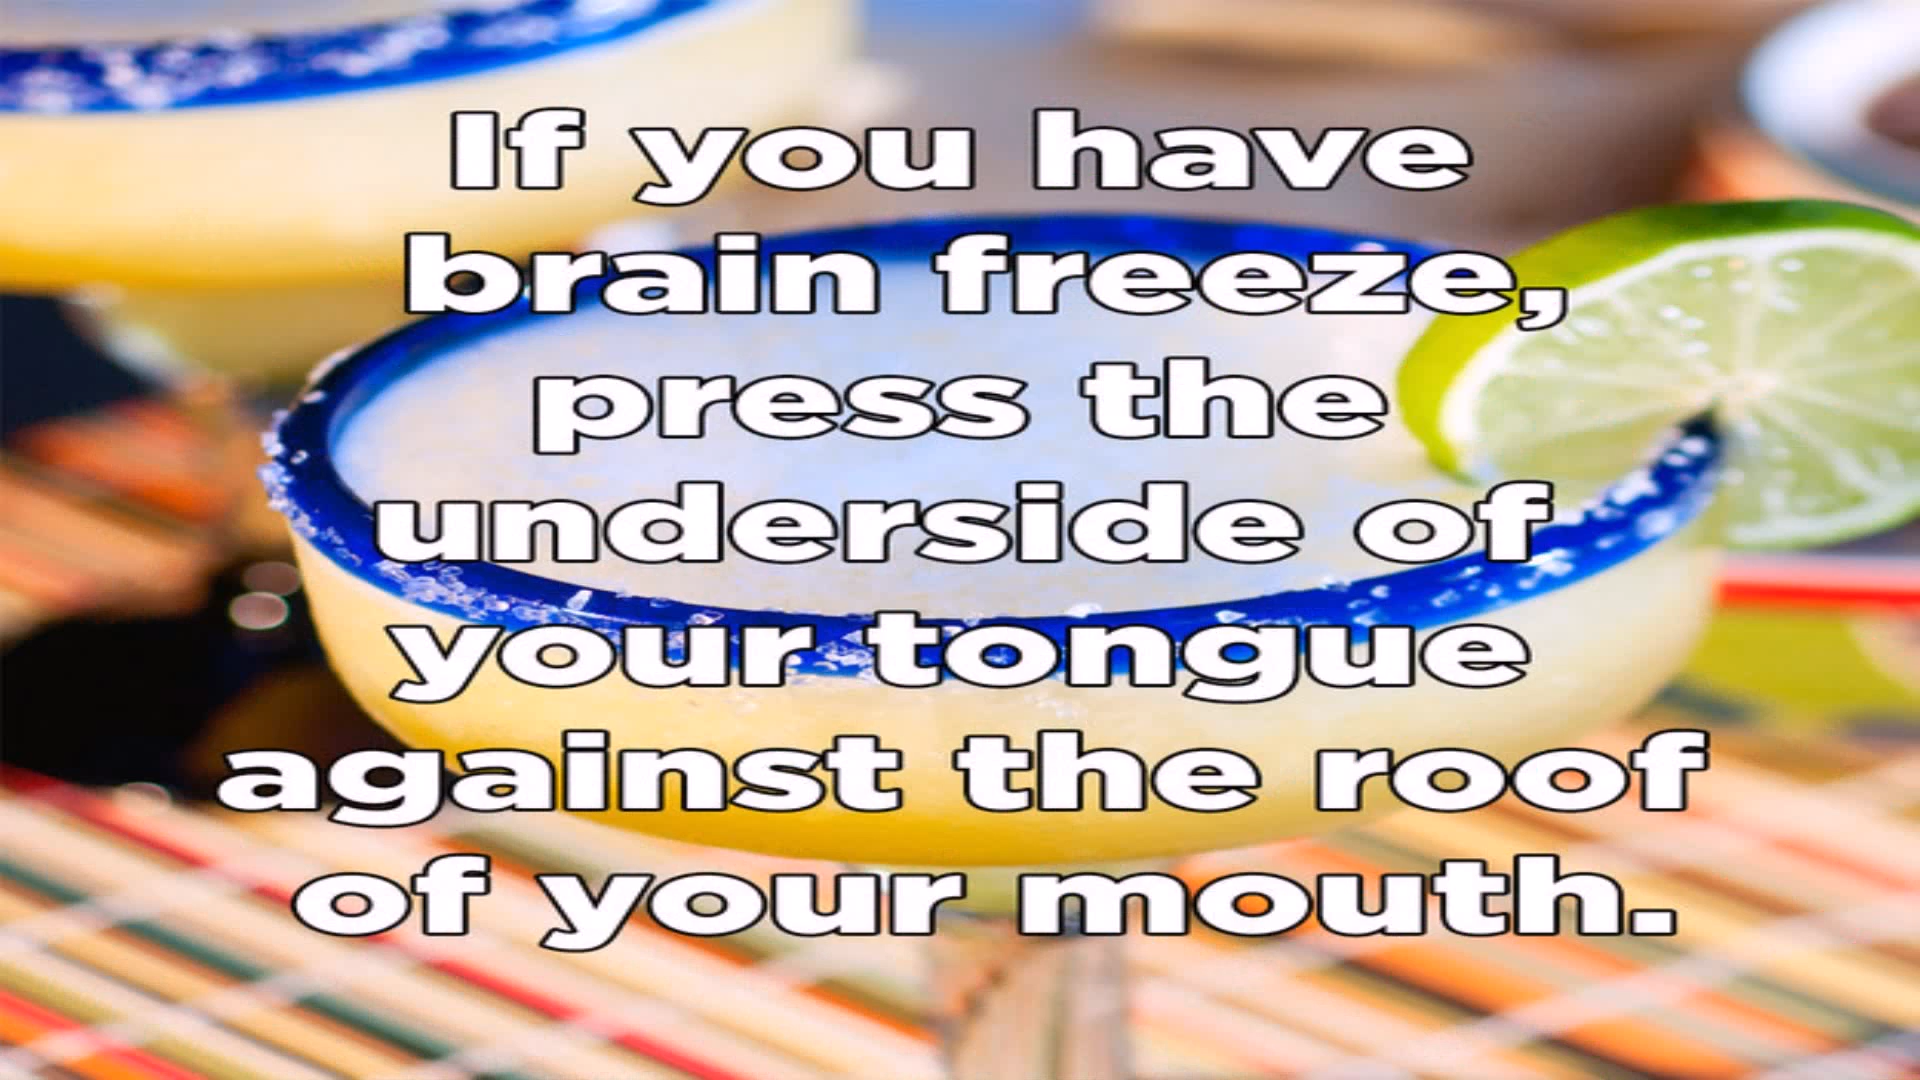 If you have
brain freeze,
press the
underside of
your tongue
against the roof
of your mouth.